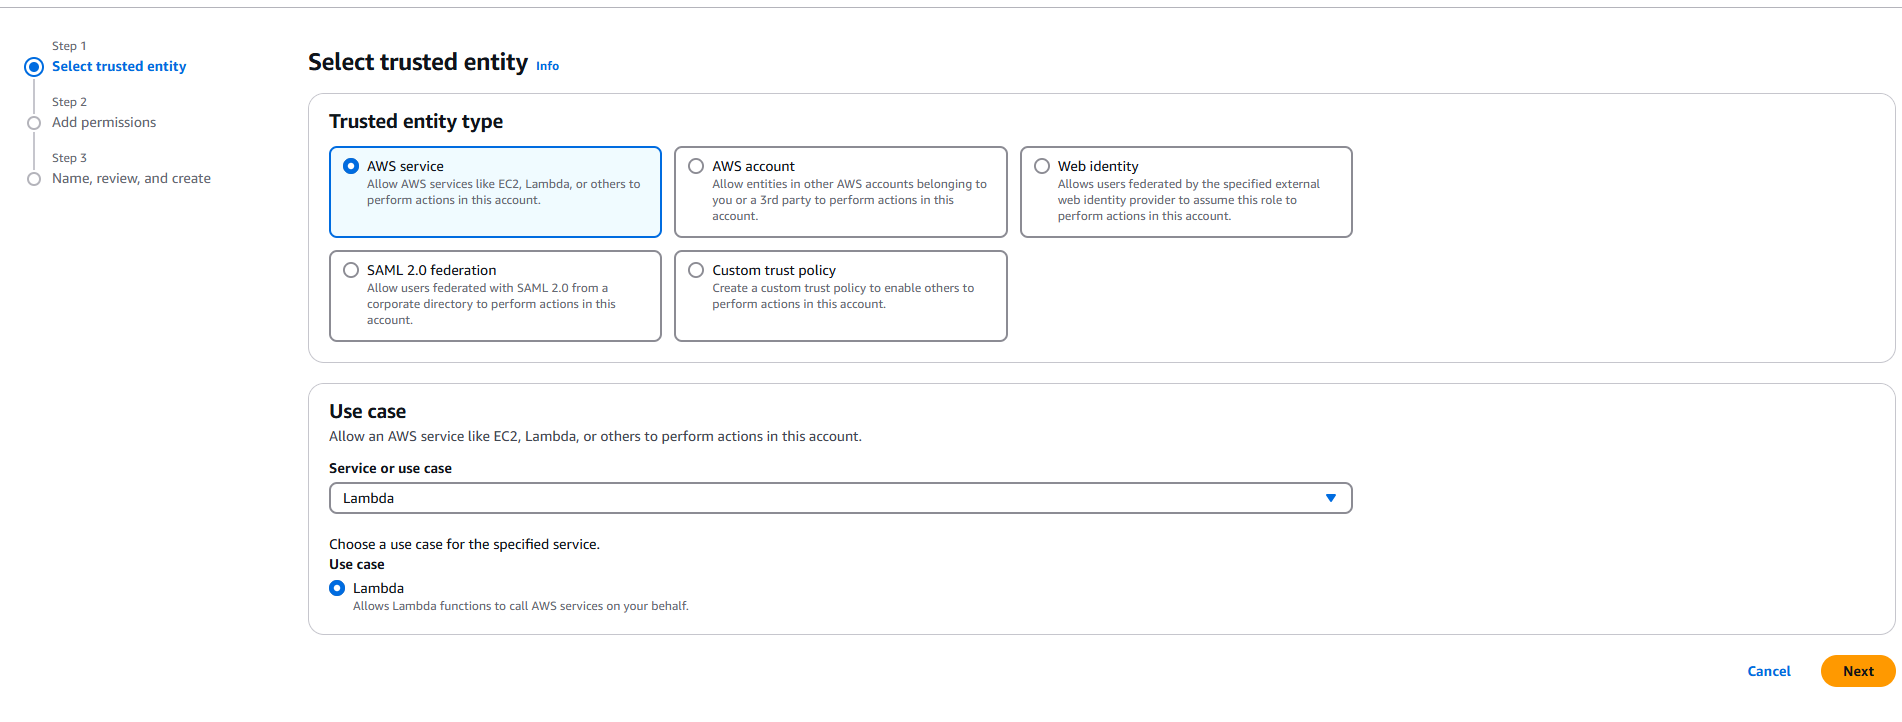 Step 1
Select trusted entity
Step 2
Add permissions
Step 3
Name, review, and create
Select trusted entity Info
Trusted entity type
AWS service
Allow AWS services like EC2, Lambda, or others to
perform actions in this account.
AWS account
Allow entities in other AWS accounts belonging to
you or a 3rd party to perform actions in this
account.
Web identity
Allows users federated by the specified external
web identity provider to assume this role to
perform actions in this account.
SAML 2.0 federation
Allow users federated with SAML 2.0 from a
corporate directory to perform actions in this
account.
Custom trust policy
Create a custom trust policy to enable others to
perform actions in this account.
Use case
Allow an AWS service like EC2, Lambda, or others to perform actions in this account.
Service or use case
Lambda
Choose a use case for the specified service.
Use case
Lambda
Allows Lambda functions to call AWS services on your behalf.
Cancel
Next